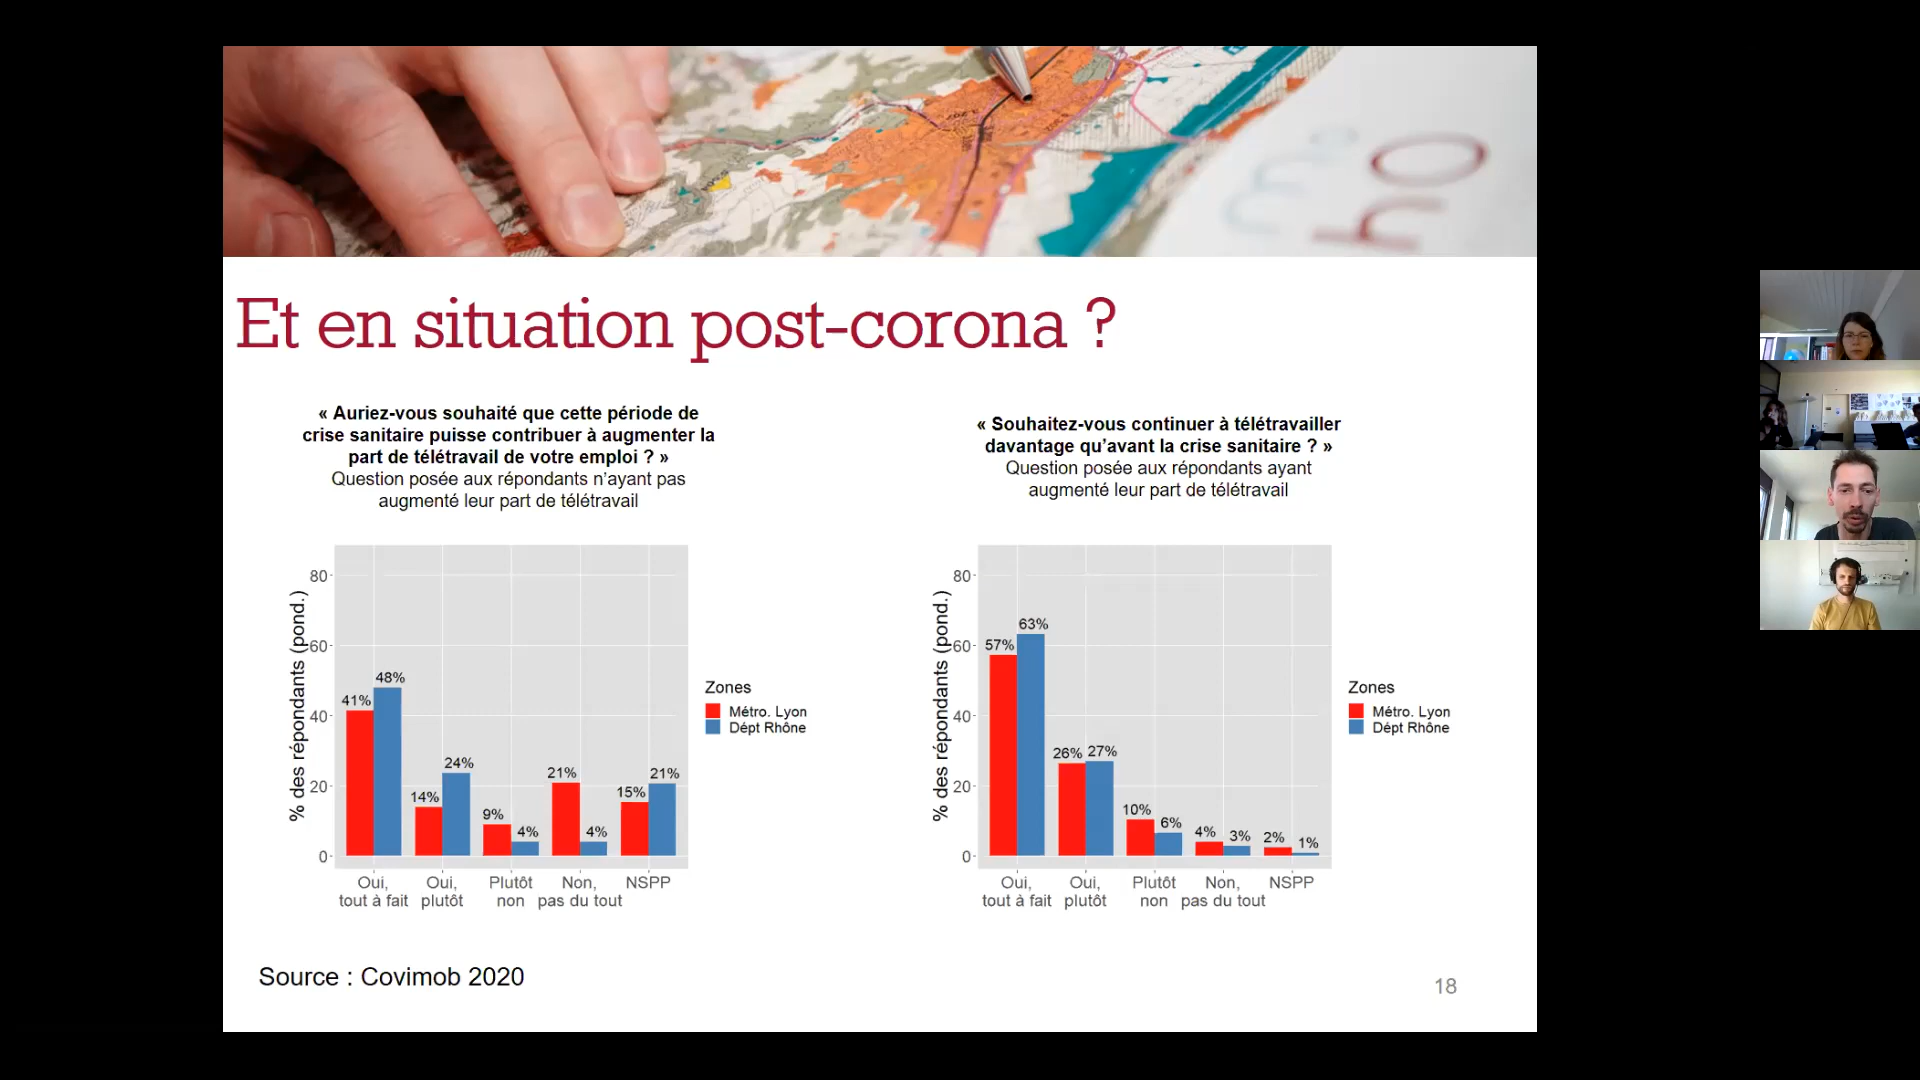 ho
Et en situation post-corona ?
« Auriez-vous souhaité que cette période de
crise sanitaire puisse contribuer à augmenter la
part de télétravail de votre emploi ? »
Question posée aux répondants n'ayant pas
augmenté leur part de télétravail
% des répondants (pond.)
80
60
40
20
0
41%
48%
14%
24%
9%
4%
21%
4%
15%
21%
Oui,
tout à fait
Oui,
plutôt
Plutôt
non
Non,
pas du tout
NSPP
Zones
Métro. Lyon
Dépt Rhône
« Souhaitez-vous continuer à télétravailler
davantage qu'avant la crise sanitaire ? »
Question posée aux répondants ayant
augmenté leur part de télétravail
% des répondants (pond.)
80
60
40
20
0
57%
63%
26%
27%
10%
6%
4%
3%
2%
1%
Oui,
tout à fait
Oui,
plutôt
Plutôt
non
Non,
pas du tout
NSPP
Zones
Métro. Lyon
Dépt Rhône
Source : Covimob 2020
18